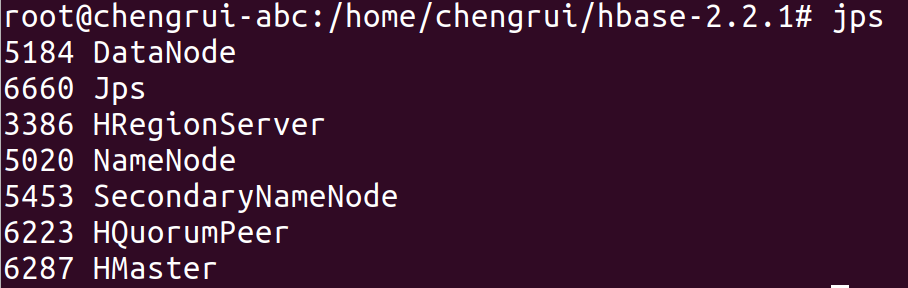 root@chengrui-abc:/home/chengrui/hbase-2.2.1# jps
5184 DataNode
6660 Jps
3386 HRegionServer
5020 NameNode
5453 SecondaryNameNode
6223 HQuorumPeer
6287 HMaster